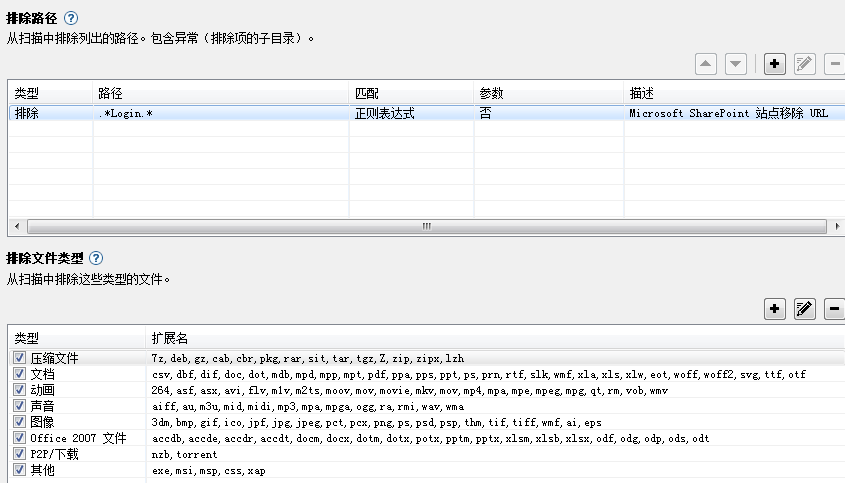 排除路径 ?
从扫描中排除列出的路径。包含异常（排除项的子目录）。
类型 路径 匹配 参数 描述
排除 .*Login.* 正则表达式 否 Microsoft SharePoint 站点移除 URL
排除文件类型 ?
从扫描中排除这些类型的文件。
类型 扩展名
压缩文件 7z, deb, gz, cab, cbr, pkg, rar, sit, tar, tgz, Z, zip, zipx, lzh
文档 csv, dbf, dif, doc, dot, mdb, mpd, mpp, mpt, pdf, ppa, pps, ppt, ps, prn, rtf, slk, wmf, xla, xls, xlw, eot, woff, woff2, svg, ttf, otf
动画 264, asf, asx, avi, flv, mlv, m2ts, moov, mov, movie, mkv, mov, mp4, mpa, mpe, mpeg, mpg, qt, rm, vob, wmv
声音 aiff, au, m3u, mid, midi, mp3, mpa, mpga, ogg, ra, rmi, wav, wma
图像 3dm, bmp, gif, ico, jpf, jpg, jpeg, pct, pcx, png, ps, psd, psp, thm, tif, tiff, wmf, ai, eps
Office 2007 文件 accdb, accde, accdr, accdt, docm, docx, dotm, dotx, potx, pptm, pptx, xlsm, xlsb, xlsx, odf, odg, odp, ods, odt
P2P/下载 nzb, torrent
其他 exe, msi, msp, css, xap